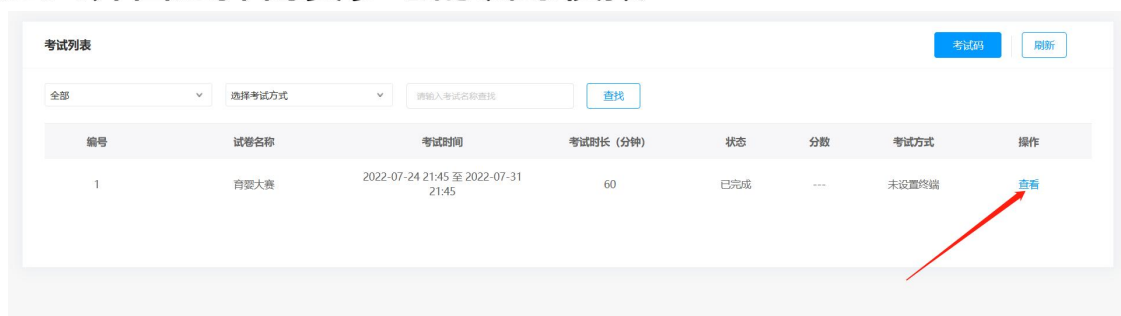 考试列表
考试码
刷新
全部
选择考试方式
请输入考试名称查找
查找
编号 试卷名称 考试时间 考试时长（分钟） 状态 分数 考试方式 操作
1 育婴大赛 2022-07-24 21:45 至 2022-07-31 21:45 60 已完成 --- 未设置终端 查看